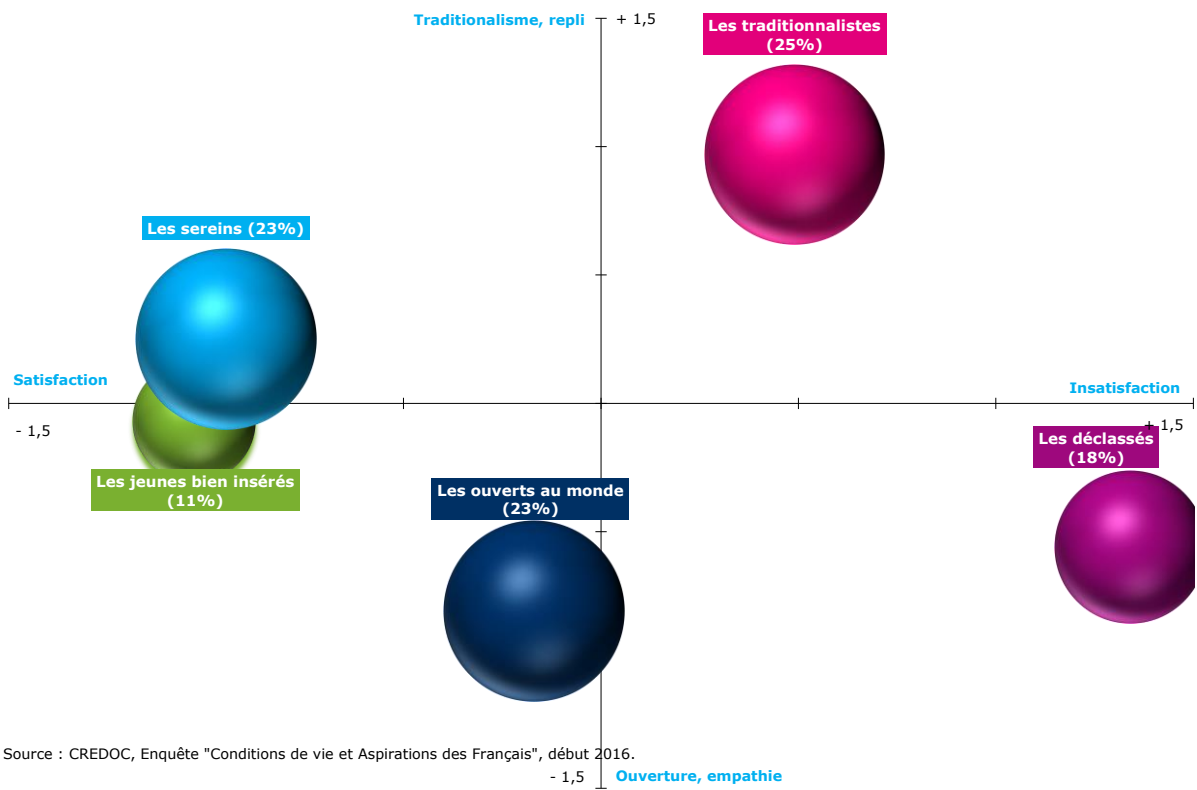 Traditionalisme, repli
+ 1,5
Les traditionnalistes
(25%)
Les sereins (23%)
Satisfaction
Insatisfaction
- 1,5
+ 1,5
Les déclassés
(18%)
Les jeunes bien insérés
(11%)
Les ouverts au monde
(23%)
Source : CREDOC, Enquête "Conditions de vie et Aspirations des Français", début 2016.
- 1,5
Ouverture, empathie